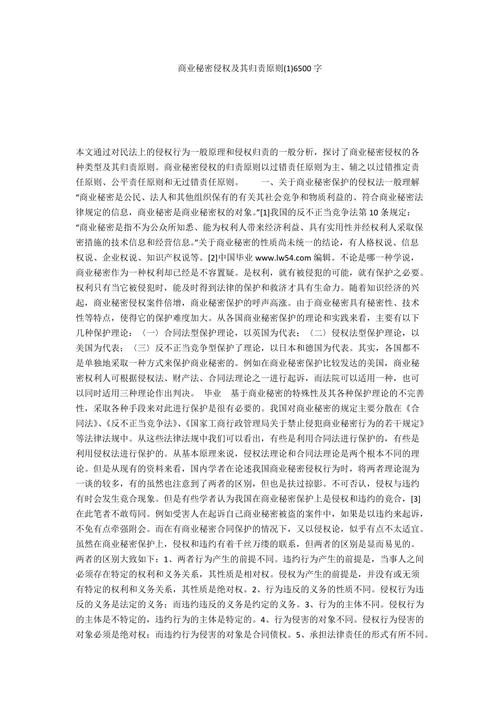 商业秘密侵权及其归责原则(1)6500 字
本文通过对民法上的侵权行为一般原理和侵权归责的一般分析，探讨了商业秘密侵权的各
种类型及其归责原则。商业秘密侵权的归责原则以过错责任原则为主、辅之以过错推定责
任原则、公平责任原则和无过错责任原则。 一、关于商业秘密保护的侵权法一般理解
“商业秘密是公民、法人和其他组织保有的有关其社会竞争和物质利益的。符合商业秘密法
律规定的信息，商业秘密是商业秘密权的对象。”[1]我国的反不正当竞争法第 10 条规定；
“商业秘密是指不为公众所知悉、能为权利人带来经济利益、具有实用性并经权利人采取保
密措施的技术信息和经营信息。”关于商业秘密的性质尚未统一的结论，有人格权说、信息
权说、企业权说、知识产权说等。[2]中国毕业 www.lw54.com编辑。不论是哪一种学说，
商业秘密作为一种权利却已经是不容置疑。是权利，就有被侵犯的可能，就有保护之必要。
权利只有当它被侵犯时，能及时得到法律的保护和救济才具有生命力。随着知识经济的兴
起，商业秘密侵权案件倍增，商业秘密保护的呼声高涨。由于商业秘密具有秘密性、技术
性等特点，使得它的保护难度加大。从各国商业秘密保护的理论和实践来看，主要有以下
几种保护理论：〈一〉合同法型保护理论，以英国为代表；〈二〉侵权法型保护理论，以
美国为代表；〈三〉反不正当竞争型保护了理论，以日本和德国为代表。其实，各国都不
是单独地采取一种方式来保护商业秘密的。例如在商业秘密保护比较发达的美国，商业秘
密权利人可根据侵权法、财产法、合同法理论之一进行起诉，而法院可以适用一种，也可
以同时适用三种理论作出判决。 毕业 基于商业秘密的特殊性及其各种保护理论的不完善
性，采取各种手段来对此进行保护是很有必要的。我国对商业秘密的规定主要分散在《合
同法》、《反不正当竞争法》、《国家工商行政管理局关于禁止侵犯商业秘密行为的若干规定》
等法律法规中。从这些法律法规中我们可以看出，有些是利用合同法进行保护的，有些是
利用侵权法进行保护的。从基本原来说，侵权法理论和合同法理论是两个根本不同的理
论。但是从现有的资料来看，国内学者在论述我国商业秘密侵权行为时，将两者理论混为
一谈的较多，有的虽然也注意到了两者的区别，但也是扶过掠影。不可否认，侵权与违约
有时会发生竟合现象。但是有些学者认为我国在商业秘密保护上是侵权和违约的竟合，[3]
在此笔者不敢苟同。例如受害人在起诉自己商业秘密被盗的案件中，如果是以违约来起诉，
不免有点牵强附会。而在有商业秘密合同保护的情况下，又以侵权论，似乎有点不太适宜。
虽然在商业秘密保护上，侵权和违约有着千丝万缕的联系，但两者的区别是显而易见的。
两者的区别大致如下：1、两者行为产生的前提不同。违约行为产生的前提是，当事人之间
必须存在特定的权利和义务关系，其性质是相对权。侵权为产生的前提是，并没有或无须
有特定的权利和义务关系，其性质是绝对权。2、行为违反的义务的性质不同。侵权行为违
反的义务是法定的义务；而违约违反的义务是约定的义务。3、行为的主体不同。侵权行为
的主体是不特定的，违约行为的主体是特定的。4、行为侵害的对象不同。侵权行为侵害的
对象必须是绝对权；而违约行为侵害的对象是合同债权。5、承担法律责任的形式有所不同。